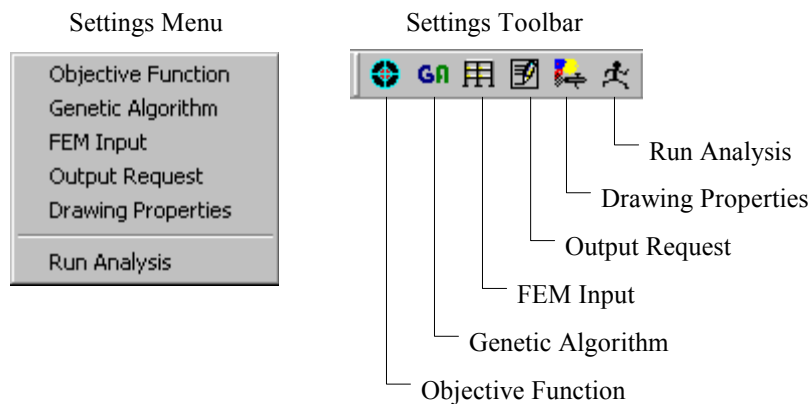 Settings Menu
Objective Function
Genetic Algorithm
FEM Input
Output Request
Drawing Properties
Run Analysis
Settings Toolbar
GA
Run Analysis
Drawing Properties
Output Request
FEM Input
Genetic Algorithm
Objective Function